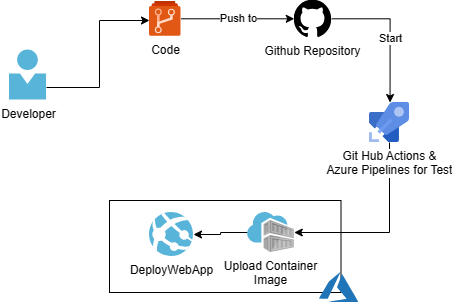 Push to
Code
Github Repository
Start
Developer
Git Hub Actions &
Azure Pipelines for Test
DeployWebApp
Upload Container
Image